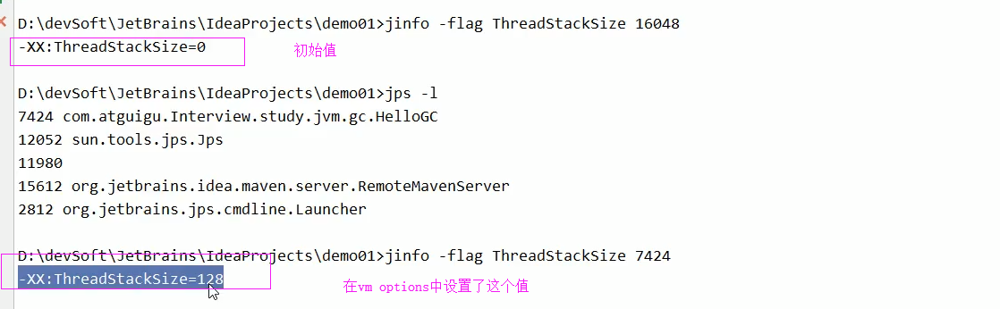 D:\devSoft\JetBrains\IdeaProjects\demo01>jinfo -flag ThreadStackSize 16048
-XX:ThreadStackSize=0 初始值
D:\devSoft\JetBrains\IdeaProjects\demo01>jps -l
7424 com.atguigu.Interview.study.jvm.gc.HelloGC
12052 sun.tools.jps.Jps
11980
15612 org.jetbrains.idea.maven.server.RemoteMavenServer
2812 org.jetbrains.jps.cmdline.Launcher
D:\devSoft\JetBrains\IdeaProjects\demo01>jinfo -flag ThreadStackSize 7424
-XX:ThreadStackSize=128 在vm options中设置了这个值